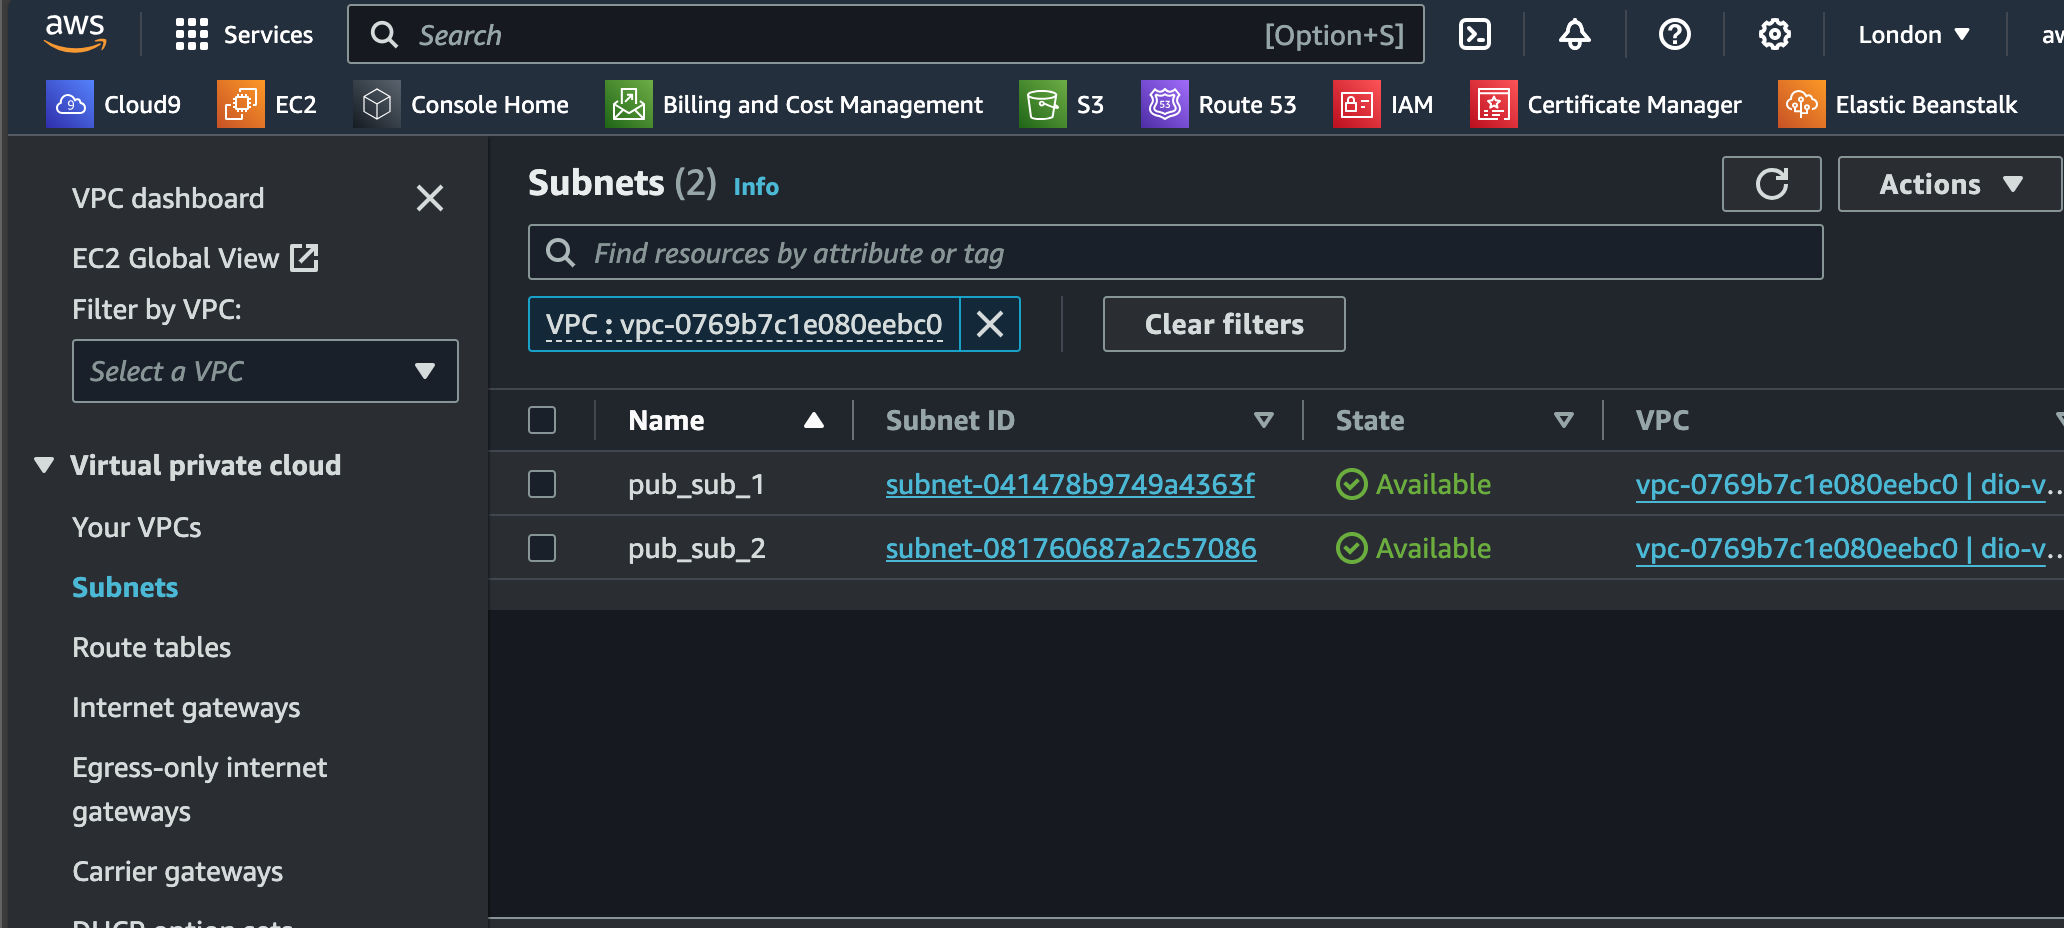 aws
Services
Search [Option+S]
London
Cloud9
EC2
Console Home
Billing and Cost Management
S3
53
Route 53
IAM
Certificate Manager
Elastic Beanstalk
VPC dashboard
EC2 Global View
Filter by VPC:
Select a VPC
Virtual private cloud
Your VPCs
Subnets
Route tables
Internet gateways
Egress-only internet
gateways
Carrier gateways
Subnets (2) Info
Actions
Find resources by attribute or tag
VPC : vpc-0769b7c1e080eebc0
Clear filters
Name Subnet ID State VPC
pub_sub_1 subnet-041478b9749a4363f Available vpc-0769b7c1e080eebc0 | dio-v…
pub_sub_2 subnet-081760687a2c57086 Available vpc-0769b7c1e080eebc0 | dio-v…